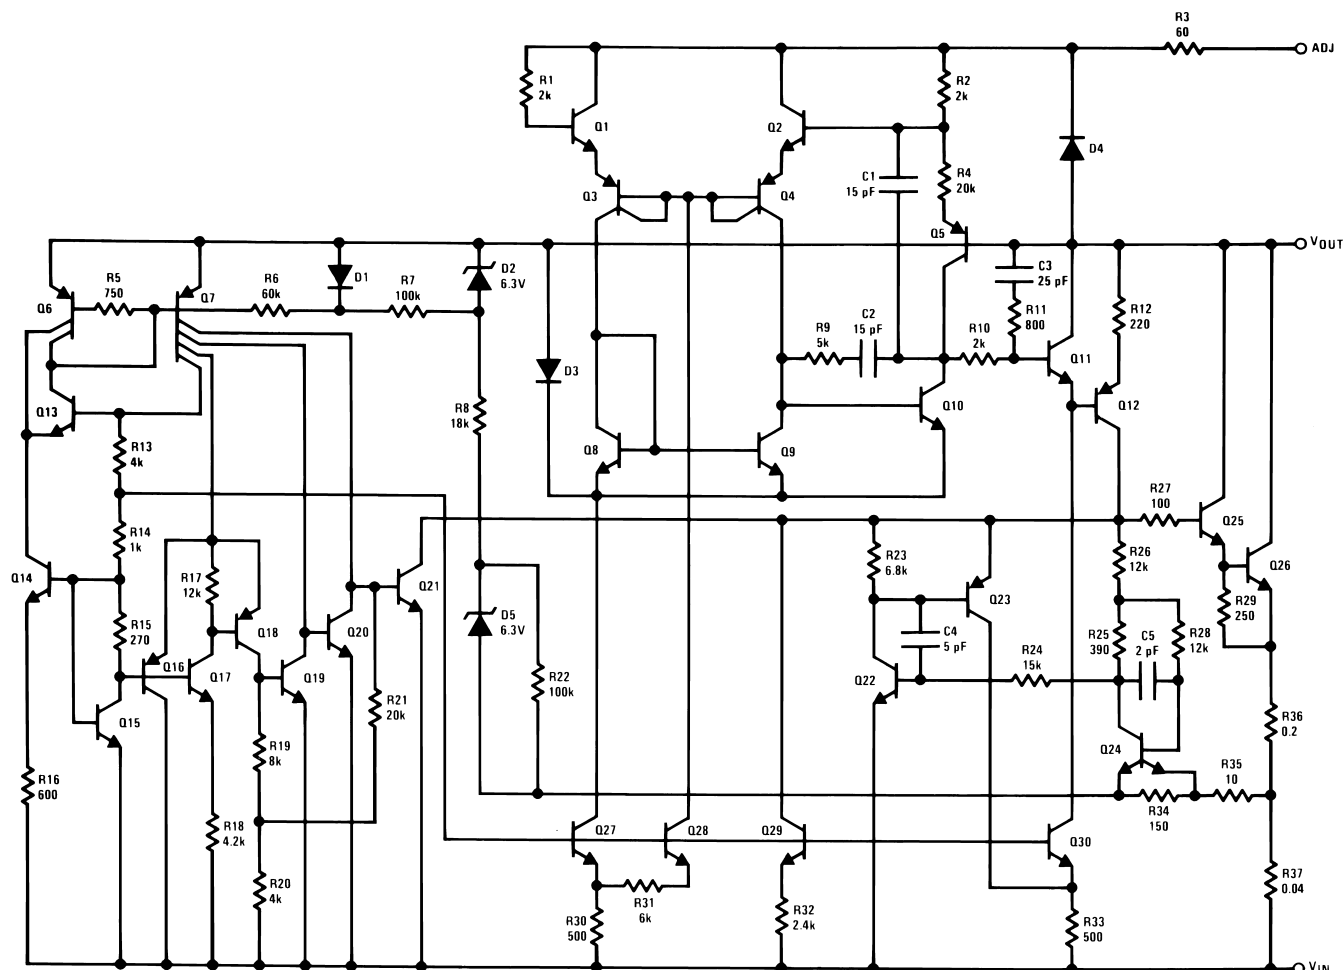 R3
60
ADJ
R1
2k
Q1
Q2
R2
2k
D4
C1
15 pF
R4
20k
Q3
Q4
Q5
VOUT
R5
750
Q6
Q7
R6
60k
D1
R7
100k
D2
6.3V
C3
25 pF
R11
800
R12
220
R9
5k
C2
15 pF
R10
2k
Q11
D3
Q10
Q12
Q13
R8
18k
R13
4k
Q8
Q9
R27
100
Q25
R14
1k
Q14
R17
12k
Q21
R23
6.8k
R26
12k
Q26
Q23
R29
250
D5
6.3V
R15
270
Q18
Q20
C4
5 pF
R25
390
C5
2 pF
R28
12k
R24
15k
Q16
Q17
Q19
R22
100k
Q22
R21
20k
Q15
R36
0.2
Q24
R19
8k
R35
10
R16
600
R34
150
R18
4.2k
Q27
Q28
Q29
Q30
R37
0.04
R20
4k
R31
6k
R30
500
R32
2.4k
R33
500
VIN